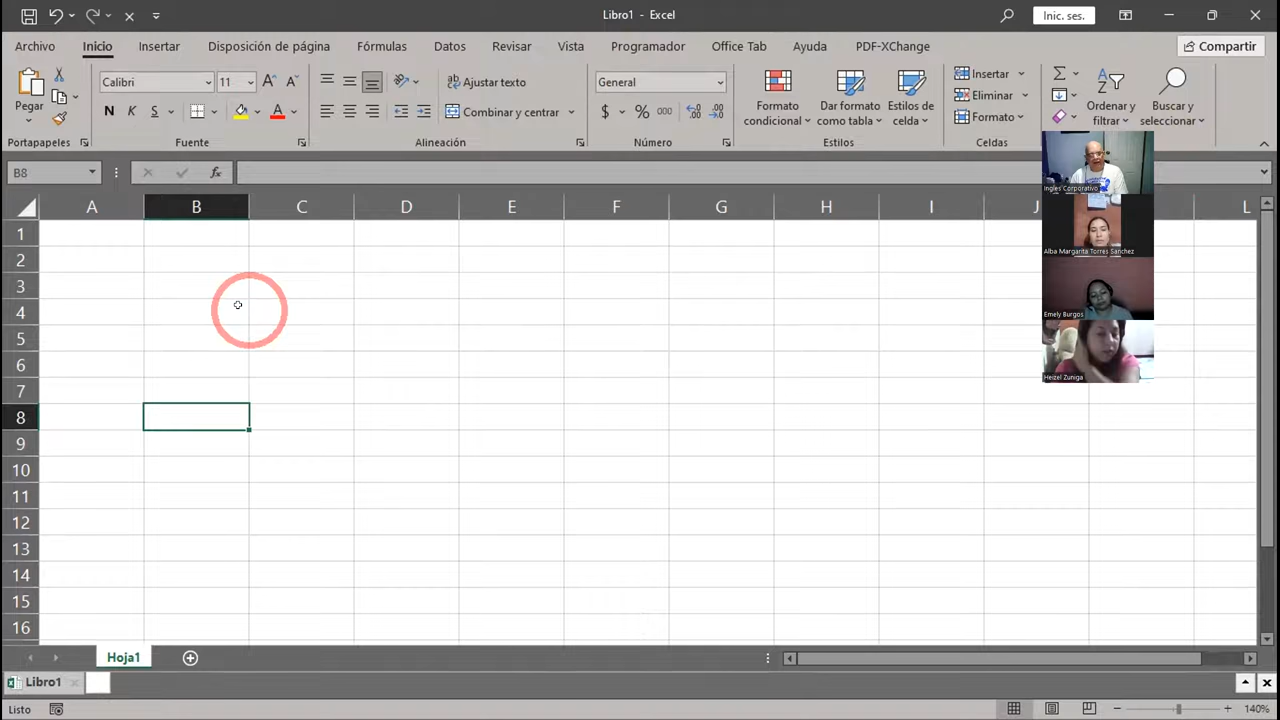 Libro1 - Excel
Inic. ses.
Archivo Inicio Insertar Disposición de página Fórmulas Datos Revisar Vista Programador Office Tab Ayuda PDF-XChange Compartir
Pegar
Calibri 11
N K S
Ajustar texto
Combinar y centrar
General
$ % 000
Formato condicional
Dar formato como tabla
Estilos de celda
Insertar
Eliminar
Formato
Ordenar y filtrar
Buscar y seleccionar
Portapapeles Fuente Alineación Número Estilos Celdas
B8 fx
A B C D E F G H I J L
1
2
3
4
5
6
7
8
9
10
11
12
13
14
15
16
Ingles Corporativo
Alba Margarita Torres Sanchez
Emely Burgos
Heizel Zuniga
Hoja1
Libro1
Listo
140%